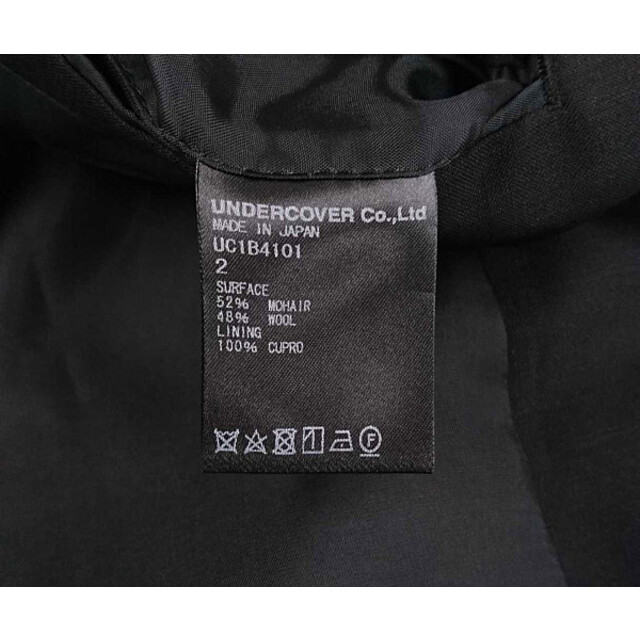 UNDERCOVER Co.,Ltd
MADE IN JAPAN
UC1B4101
2
SURFACE
52% MOHAIR
48% WOOL
LINING
100% CUPRO
F